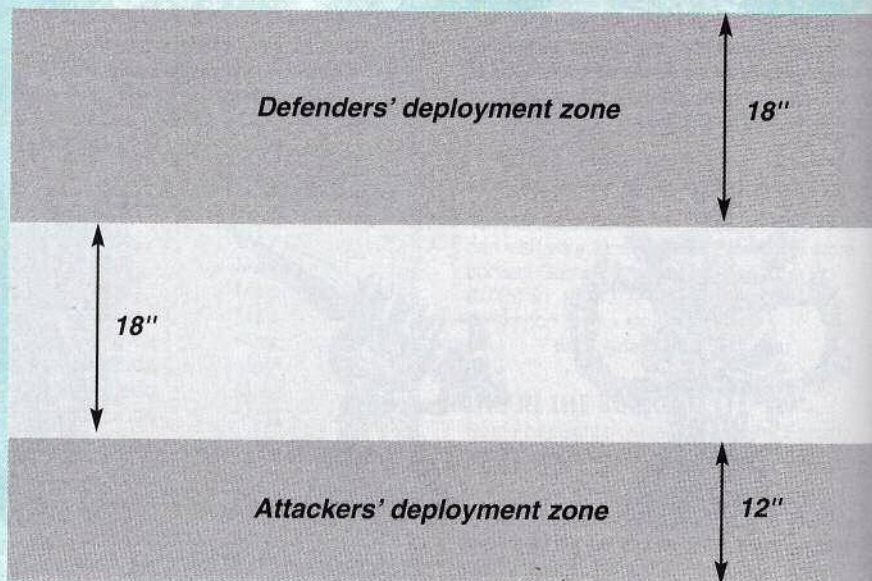 Defenders' deployment zone
18"
18"
Attackers' deployment zone
12"